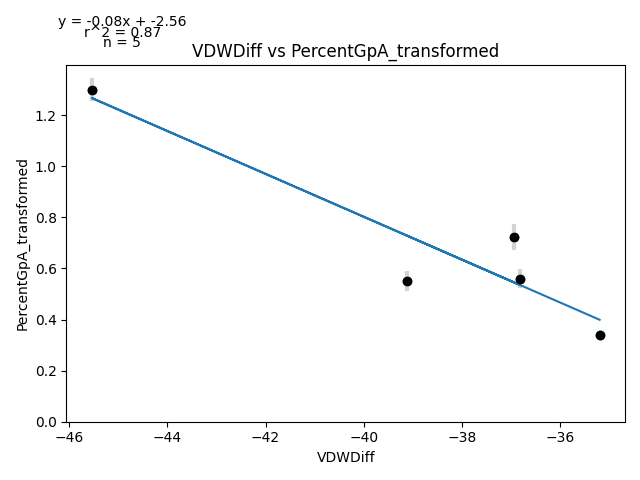 y = -0.08x + -2.56
r^2 = 0.87
n = 5
VDWDiff vs PercentGpA_transformed
PercentGpA_transformed
1.2
1.0
0.8
0.6
0.4
0.2
0.0
−46 −44 −42 −40 −38 −36
VDWDiff